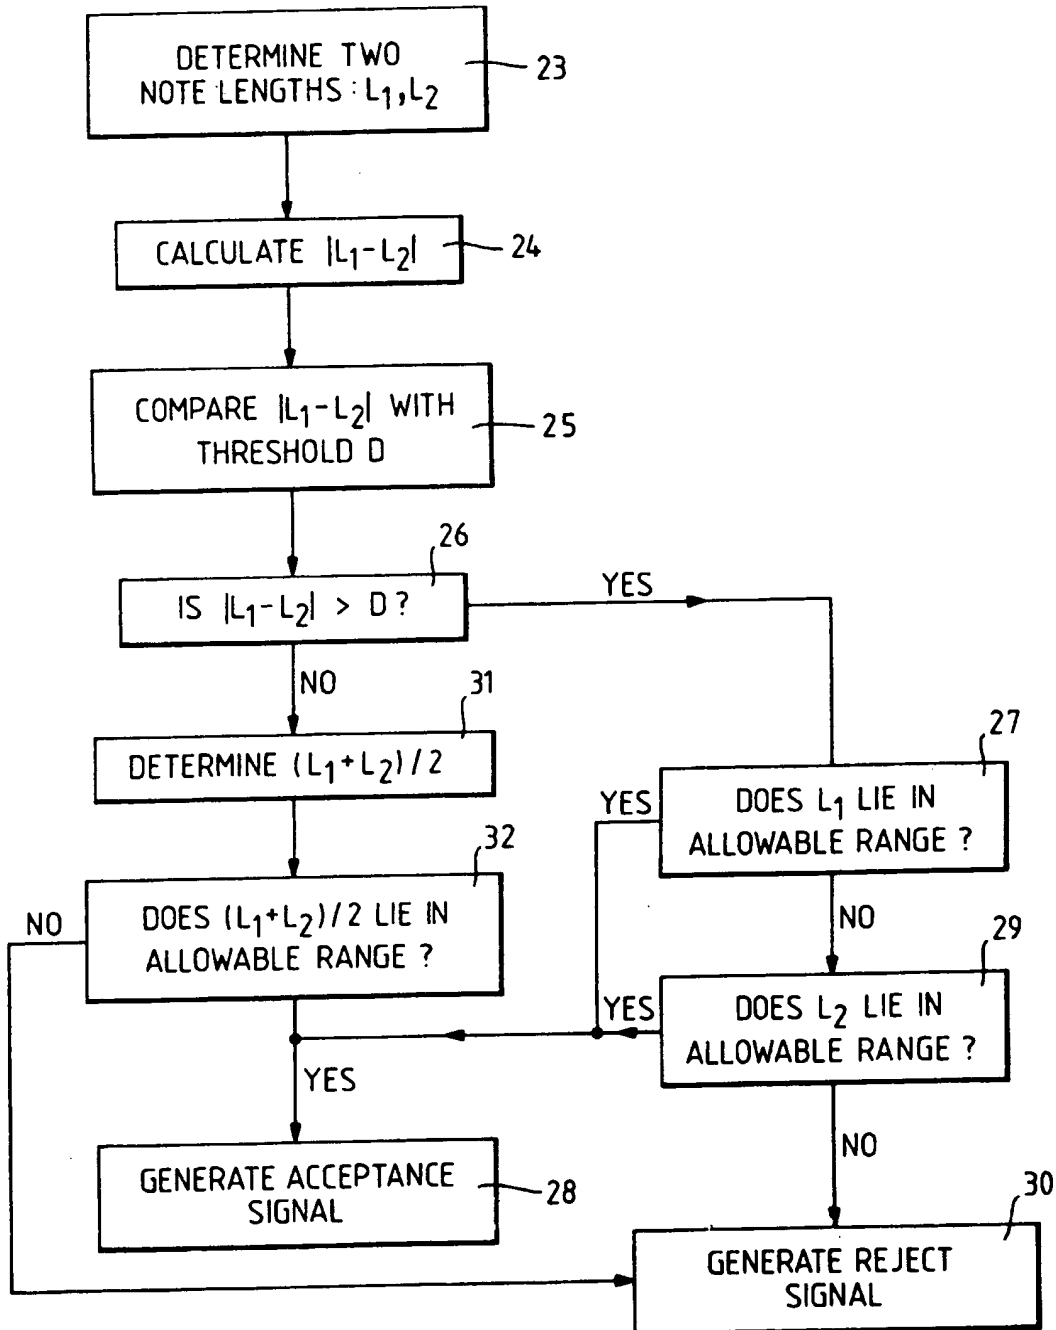 DETERMINE TWO
NOTE LENGTHS : L₁, L₂
23
CALCULATE |L₁-L₂|
24
COMPARE |L₁-L₂| WITH
THRESHOLD D
25
26
IS |L₁-L₂| > D ?
YES
NO
31
DETERMINE (L₁+L₂)/2
27
DOES L₁ LIE IN
ALLOWABLE RANGE ?
YES
32
DOES (L₁+L₂)/2 LIE IN
ALLOWABLE RANGE ?
NO
NO
29
DOES L₂ LIE IN
ALLOWABLE RANGE ?
YES
YES
NO
GENERATE ACCEPTANCE
SIGNAL
28
30
GENERATE REJECT
SIGNAL